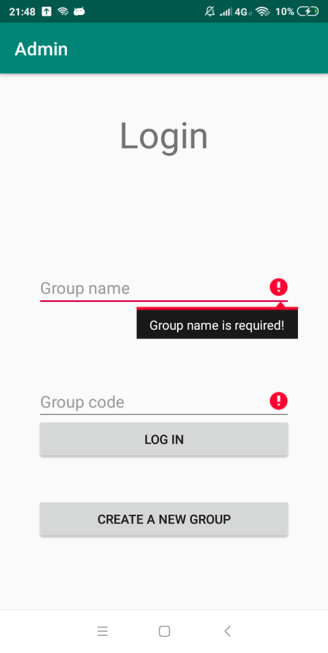 21:48 4G 10%
Admin
Login
Group name
Group name is required!
Group code
LOG IN
CREATE A NEW GROUP